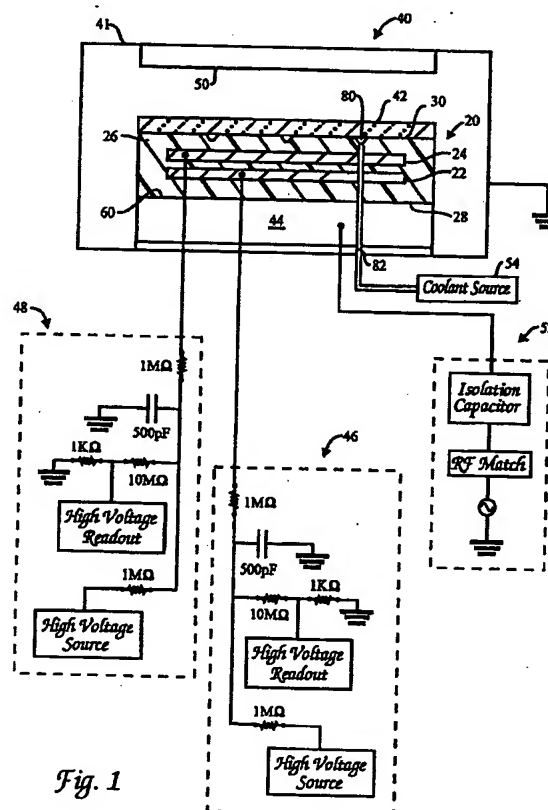 41
40
50
80
42
30
20
26
24
22
60
44
28
82
54
Coolant Source
48
1MΩ
500pF
1KΩ
10MΩ
High Voltage
Readout
1MΩ
High Voltage
Source
46
1MΩ
500pF
10MΩ
1KΩ
High Voltage
Readout
1MΩ
High Voltage
Source
Isolation
Capacitor
RF Match
Fig. 1